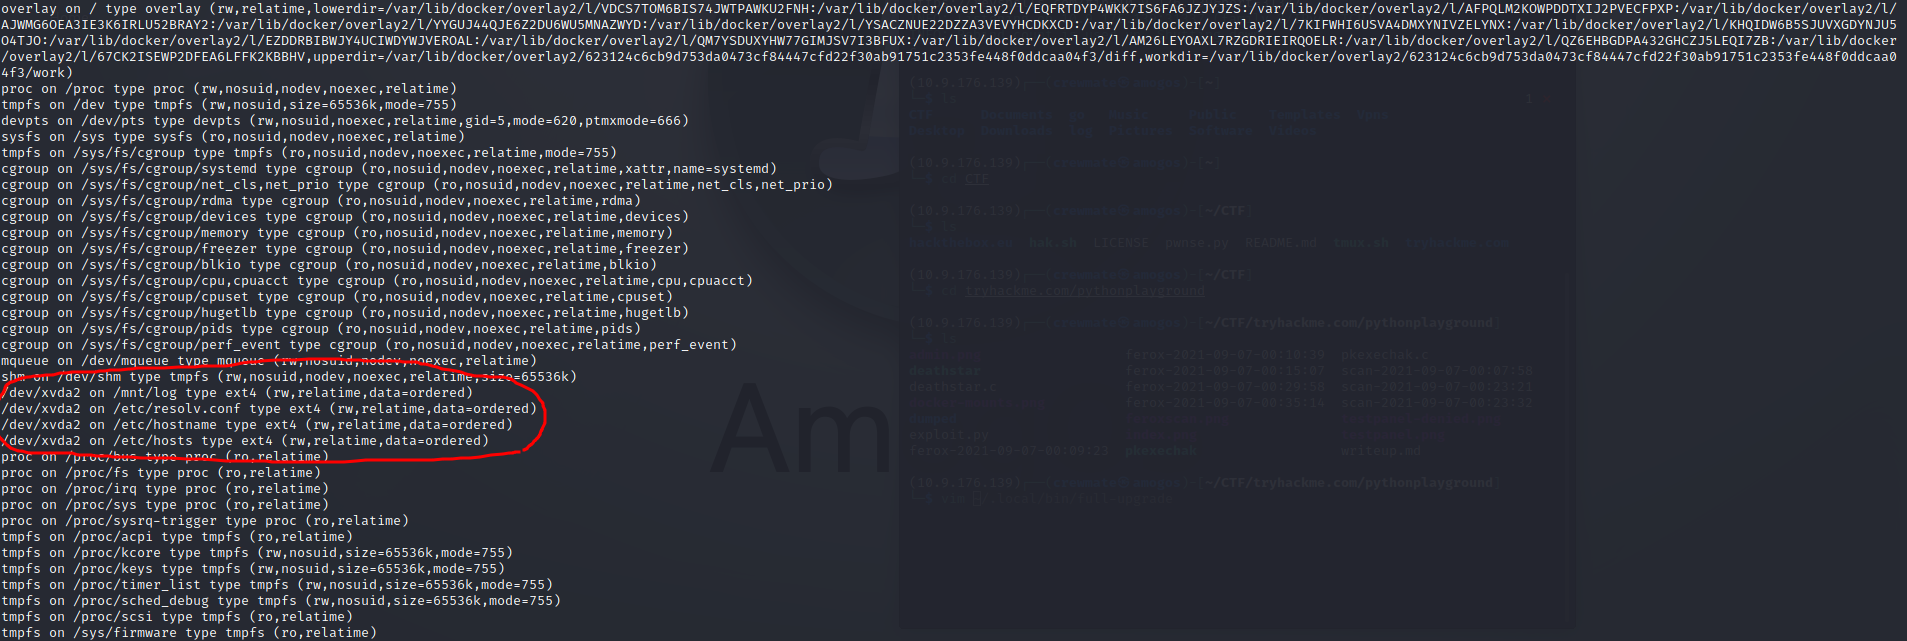 overlay on / type overlay (rw,relatime,lowerdir=/var/lib/docker/overlay2/l/VDCS7TOM6BIS74JWTPAWKU2FNH:/var/lib/docker/overlay2/l/EQFRTDYP4WKK7IS6FA6JZJYJZS:/var/lib/docker/overlay2/l/AFPQLM2KOWPDDTXIJ2PVECFPXP:/var/lib/docker/overlay2/l/6
AJWMG6OEA3IE3K6IRLU52BRAY2:/var/lib/docker/overlay2/l/YYGUJ44QJE6Z2DU6WU5MNAZWYD:/var/lib/docker/overlay2/l/YSACZNUE22DZZA3VEVYHCDKXCD:/var/lib/docker/overlay2/l/7KIFWHI6USVA4DMXYNIVZELYNX:/var/lib/docker/overlay2/l/KHQIDW6B5SJUVXGDYNJU5
O4TJO:/var/lib/docker/overlay2/l/EZDDRBIBWJY4UCIWDYWJVEROAL:/var/lib/docker/overlay2/l/QM7YSDUXYHW77GIMJSV7I3BFUX:/var/lib/docker/overlay2/l/AM26LEYOAXL7RZGDRIEIRQOELR:/var/lib/docker/overlay2/l/QZ6EHBGDPA432GHCZJ5LEQI7ZB:/var/lib/docker
/overlay2/l/67CK2ISEWP2DFEA6LFFK2KBBHV,upperdir=/var/lib/docker/overlay2/623124c6cb9d753da0473cf84447cfd22f30ab91751c2353fe448f0ddcaa04f3/diff,workdir=/var/lib/docker/overlay2/623124c6cb9d753da0473cf84447cfd22f30ab91751c2353fe448f0ddcaa0
4f3/work)
proc on /proc type proc (rw,nosuid,nodev,noexec,relatime)
tmpfs on /dev type tmpfs (rw,nosuid,size=65536k,mode=755)
devpts on /dev/pts type devpts (rw,nosuid,noexec,relatime,gid=5,mode=620,ptmxmode=666)
sysfs on /sys type sysfs (ro,nosuid,nodev,noexec,relatime)
tmpfs on /sys/fs/cgroup type tmpfs (ro,nosuid,nodev,noexec,relatime,mode=755)
cgroup on /sys/fs/cgroup/systemd type cgroup (ro,nosuid,nodev,noexec,relatime,xattr,name=systemd)
cgroup on /sys/fs/cgroup/net_cls,net_prio type cgroup (ro,nosuid,nodev,noexec,relatime,net_cls,net_prio)
cgroup on /sys/fs/cgroup/rdma type cgroup (ro,nosuid,nodev,noexec,relatime,rdma)
cgroup on /sys/fs/cgroup/devices type cgroup (ro,nosuid,nodev,noexec,relatime,devices)
cgroup on /sys/fs/cgroup/memory type cgroup (ro,nosuid,nodev,noexec,relatime,memory)
cgroup on /sys/fs/cgroup/freezer type cgroup (ro,nosuid,nodev,noexec,relatime,freezer)
cgroup on /sys/fs/cgroup/blkio type cgroup (ro,nosuid,nodev,noexec,relatime,blkio)
cgroup on /sys/fs/cgroup/cpu,cpuacct type cgroup (ro,nosuid,nodev,noexec,relatime,cpu,cpuacct)
cgroup on /sys/fs/cgroup/cpuset type cgroup (ro,nosuid,nodev,noexec,relatime,cpuset)
cgroup on /sys/fs/cgroup/hugetlb type cgroup (ro,nosuid,nodev,noexec,relatime,hugetlb)
cgroup on /sys/fs/cgroup/pids type cgroup (ro,nosuid,nodev,noexec,relatime,pids)
cgroup on /sys/fs/cgroup/perf_event type cgroup (ro,nosuid,nodev,noexec,relatime,perf_event)
mqueue on /dev/mqueue type mqueue (rw,nosuid,nodev,noexec,relatime)
shm on /dev/shm type tmpfs (rw,nosuid,nodev,noexec,relatime,size=65536k)
/dev/xvda2 on /mnt/log type ext4 (rw,relatime,data=ordered)
/dev/xvda2 on /etc/resolv.conf type ext4 (rw,relatime,data=ordered)
/dev/xvda2 on /etc/hostname type ext4 (rw,relatime,data=ordered)
/dev/xvda2 on /etc/hosts type ext4 (rw,relatime,data=ordered)
proc on /proc/bus type proc (ro,relatime)
proc on /proc/fs type proc (ro,relatime)
proc on /proc/irq type proc (ro,relatime)
proc on /proc/sys type proc (ro,relatime)
proc on /proc/sysrq-trigger type proc (ro,relatime)
tmpfs on /proc/acpi type tmpfs (ro,relatime)
tmpfs on /proc/kcore type tmpfs (rw,nosuid,size=65536k,mode=755)
tmpfs on /proc/keys type tmpfs (rw,nosuid,size=65536k,mode=755)
tmpfs on /proc/timer_list type tmpfs (rw,nosuid,size=65536k,mode=755)
tmpfs on /proc/sched_debug type tmpfs (rw,nosuid,size=65536k,mode=755)
tmpfs on /proc/scsi type tmpfs (ro,relatime)
tmpfs on /sys/firmware type tmpfs (ro,relatime)
Am
cd CTF
hak.sh LICENSE pwnse.py README.md
cd tryhackme.com/pythonplayground
deathstar
deathstar.c
exploit.py
pkexechak
writeup.md